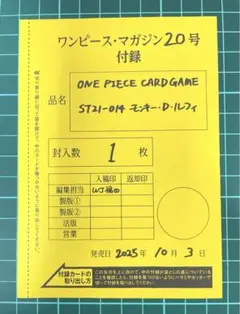 ワンピース・マガジン20号
付録
品名
ONE PIECE CARD GAME
ST21-014 モンキー・D・ルフィ
封入数 1 枚
入稿印 返却印
編集担当
製版①
製版②
活版
営業
発売日 2025 年 10 月 3 日
付録カードの
取り出し方